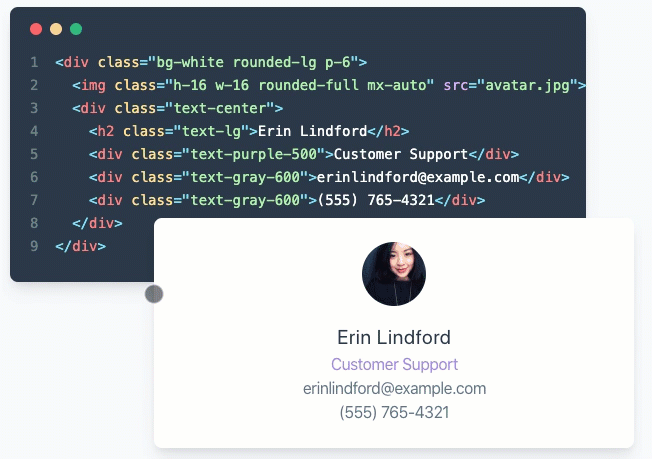 1 <div class="bg-white rounded-lg p-6">
2 <img class="h-16 w-16 rounded-full mx-auto" src="avatar.jpg">
3 <div class="text-center">
4 <h2 class="text-lg">Erin Lindford</h2>
5 <div class="text-purple-500">Customer Support</div>
6 <div class="text-gray-600">erinlindford@example.com</div>
7 <div class="text-gray-600">(555) 765-4321</div>
8 </div>
9 </div>
Erin Lindford
Customer Support
erinlindford@example.com
(555) 765-4321